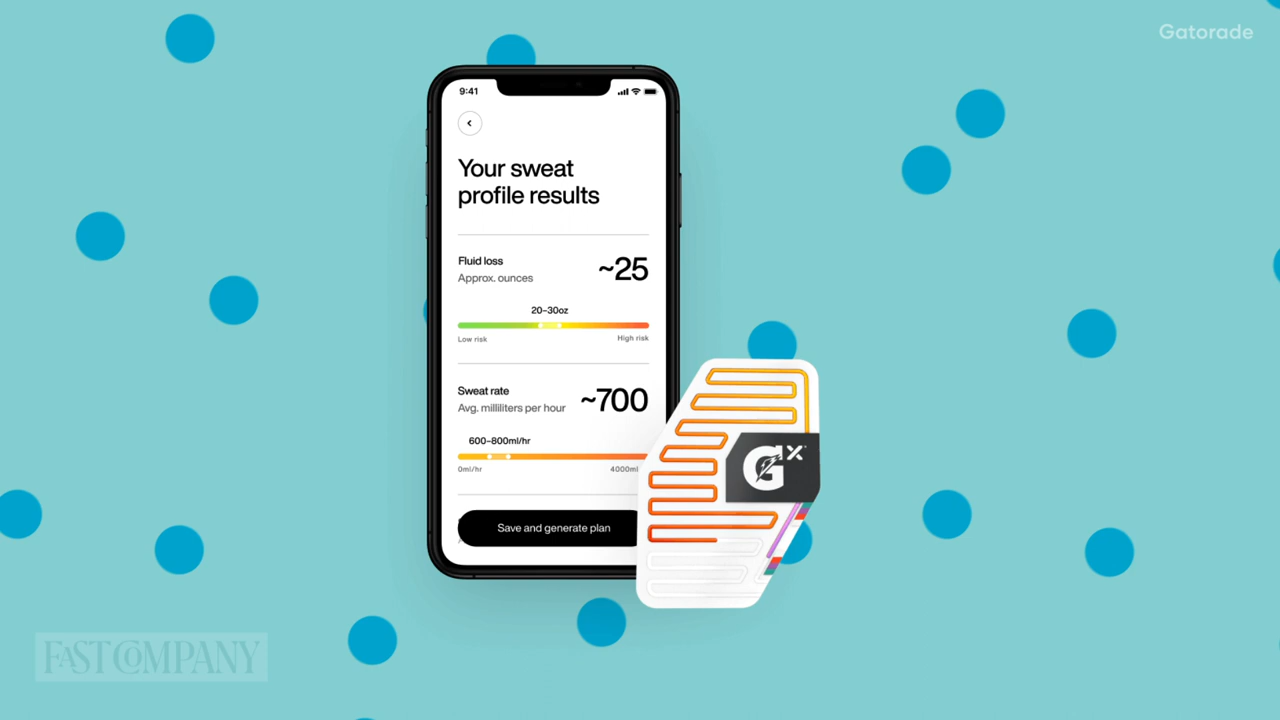 Gatorade
9:41
Your sweat
profile results
Fluid loss
Approx. ounces
~25
20–30oz
Low risk
High risk
Sweat rate
Avg. milliliters per hour
~700
600–800ml/hr
0ml/hr
4000ml
Save and generate plan
Gx
FAST COMPANY